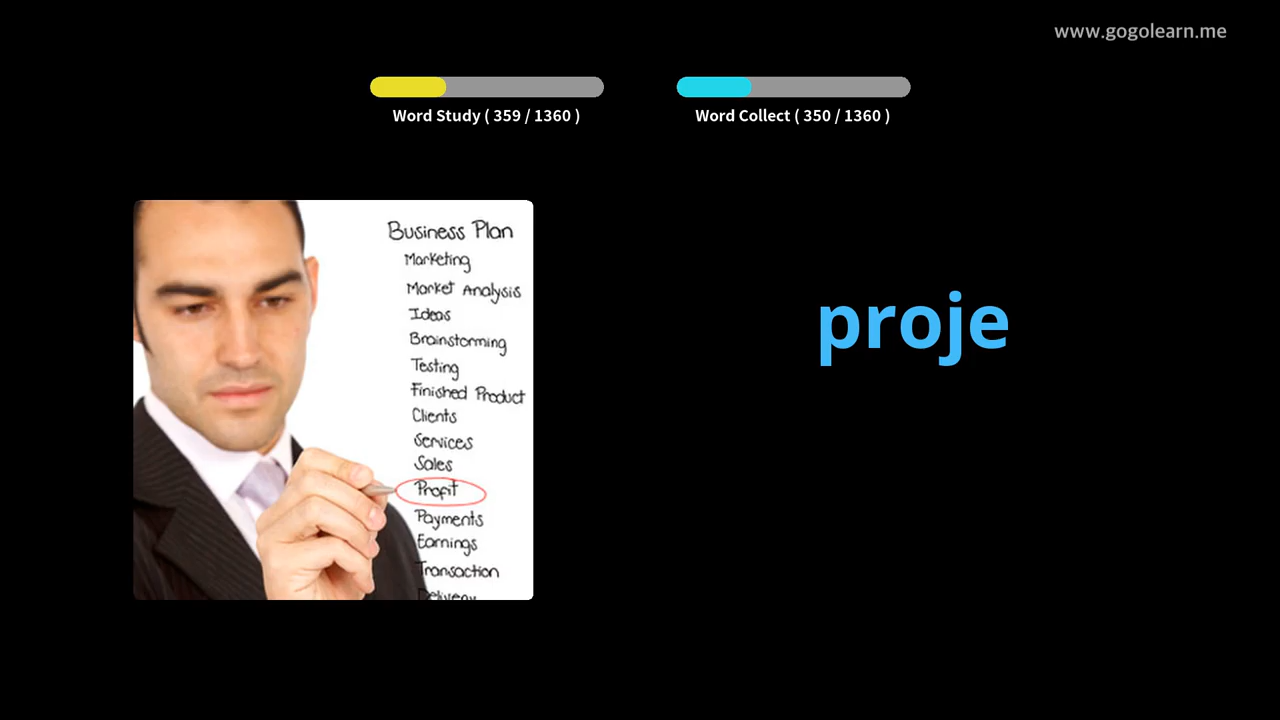 www.gogolearn.me
Word Study ( 359 / 1360 )
Word Collect ( 350 / 1360 )
Business Plan
Marketing
Market Analysis
Ideas
Brainstorming
Testing
Finished Product
Clients
Services
Sales
Profit
Payments
Earnings
Transaction
Delivery
proje